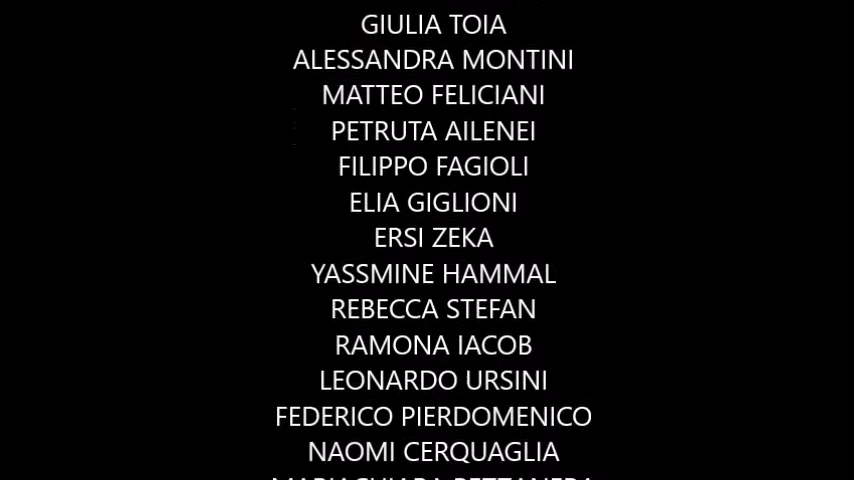 GIULIA TOIA
ALESSANDRA MONTINI
MATTEO FELICIANI
PETRUTA AILENEI
FILIPPO FAGIOLI
ELIA GIGLIONI
ERSI ZEKA
YASSMINE HAMMAL
REBECCA STEFAN
RAMONA IACOB
LEONARDO URSINI
FEDERICO PIERDOMENICO
NAOMI CERQUAGLIA